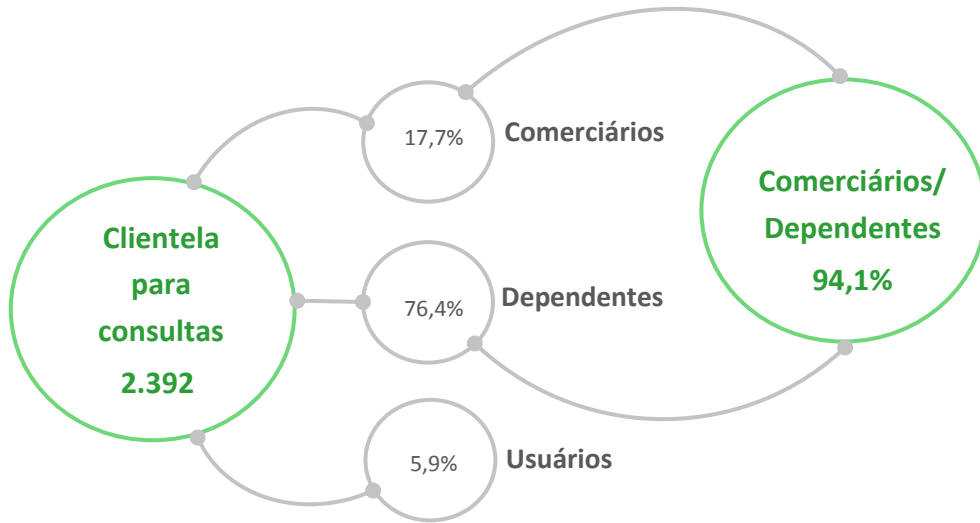 Clientela
para
consultas
2.392
17,7%
Comerciários
76,4%
Dependentes
5,9%
Usuários
Comerciários/
Dependentes
94,1%